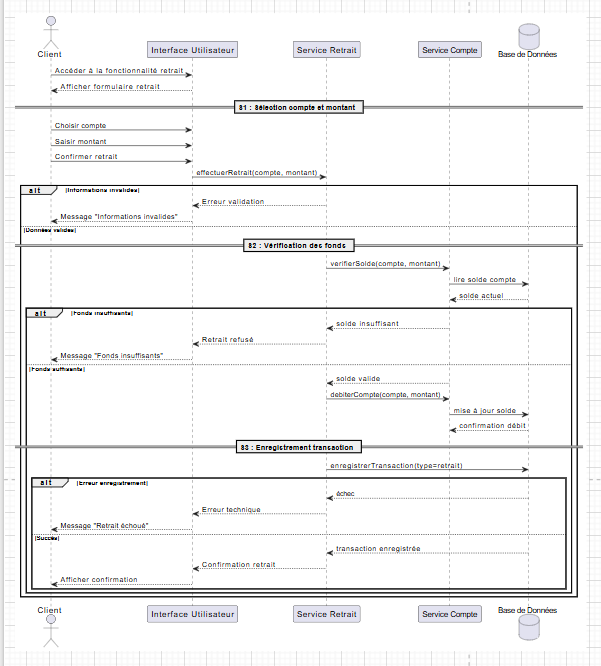 Client
Interface Utilisateur
Service Retrait
Service Compte
Base de Données
Accéder à la fonctionnalité retrait
Afficher formulaire retrait
S1 : Sélection compte et montant
Choisir compte
Saisir montant
Confirmer retrait
effectuerRetrait(compte, montant)
alt [Informations invalides]
Erreur validation
Message "Informations invalides"
[Données valides]
S2 : Vérification des fonds
verifierSolde(compte, montant)
lire solde compte
solde actuel
alt [Fonds insuffisants]
solde insuffisant
Retrait refusé
Message "Fonds insuffisants"
[Fonds suffisants]
solde valide
debiterCompte(compte, montant)
mise à jour solde
confirmation débit
S3 : Enregistrement transaction
enregistrerTransaction(type=retrait)
alt [Erreur enregistrement]
échec
Erreur technique
Message "Retrait échoué"
[Succès]
transaction enregistrée
Confirmation retrait
Afficher confirmation
Client
Interface Utilisateur
Service Retrait
Service Compte
Base de Données